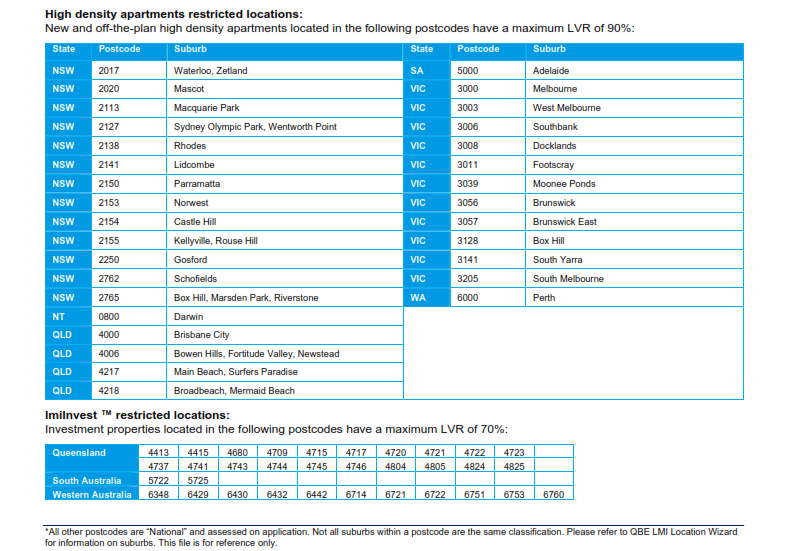 High density apartments restricted locations:
New and off-the-plan high density apartments located in the following postcodes have a maximum LVR of 90%:
State Postcode Suburb State Postcode Suburb
NSW 2017 Waterloo, Zetland SA 5000 Adelaide
NSW 2020 Mascot VIC 3000 Melbourne
NSW 2113 Macquarie Park VIC 3003 West Melbourne
NSW 2127 Sydney Olympic Park, Wentworth Point VIC 3006 Southbank
NSW 2138 Rhodes VIC 3008 Docklands
NSW 2141 Lidcombe VIC 3011 Footscray
NSW 2150 Parramatta VIC 3039 Moonee Ponds
NSW 2153 Norwest VIC 3056 Brunswick
NSW 2154 Castle Hill VIC 3057 Brunswick East
NSW 2155 Kellyville, Rouse Hill VIC 3128 Box Hill
NSW 2250 Gosford VIC 3141 South Yarra
NSW 2762 Schofields VIC 3205 South Melbourne
NSW 2765 Box Hill, Marsden Park, Riverstone WA 6000 Perth
NT 0800 Darwin
QLD 4000 Brisbane City
QLD 4006 Bowen Hills, Fortitude Valley, Newstead
QLD 4217 Main Beach, Surfers Paradise
QLD 4218 Broadbeach, Mermaid Beach
ImiInvest ™ restricted locations:
Investment properties located in the following postcodes have a maximum LVR of 70%:
Queensland 4413 4415 4680 4709 4715 4717 4720 4721 4722 4723
4737 4741 4743 4744 4745 4746 4804 4805 4824 4825
South Australia 5722 5725
Western Australia 6348 6429 6430 6432 6442 6714 6721 6722 6751 6753 6760
*All other postcodes are “National” and assessed on application. Not all suburbs within a postcode are the same classification. Please refer to QBE LMI Location Wizard
for information on suburbs. This file is for reference only.